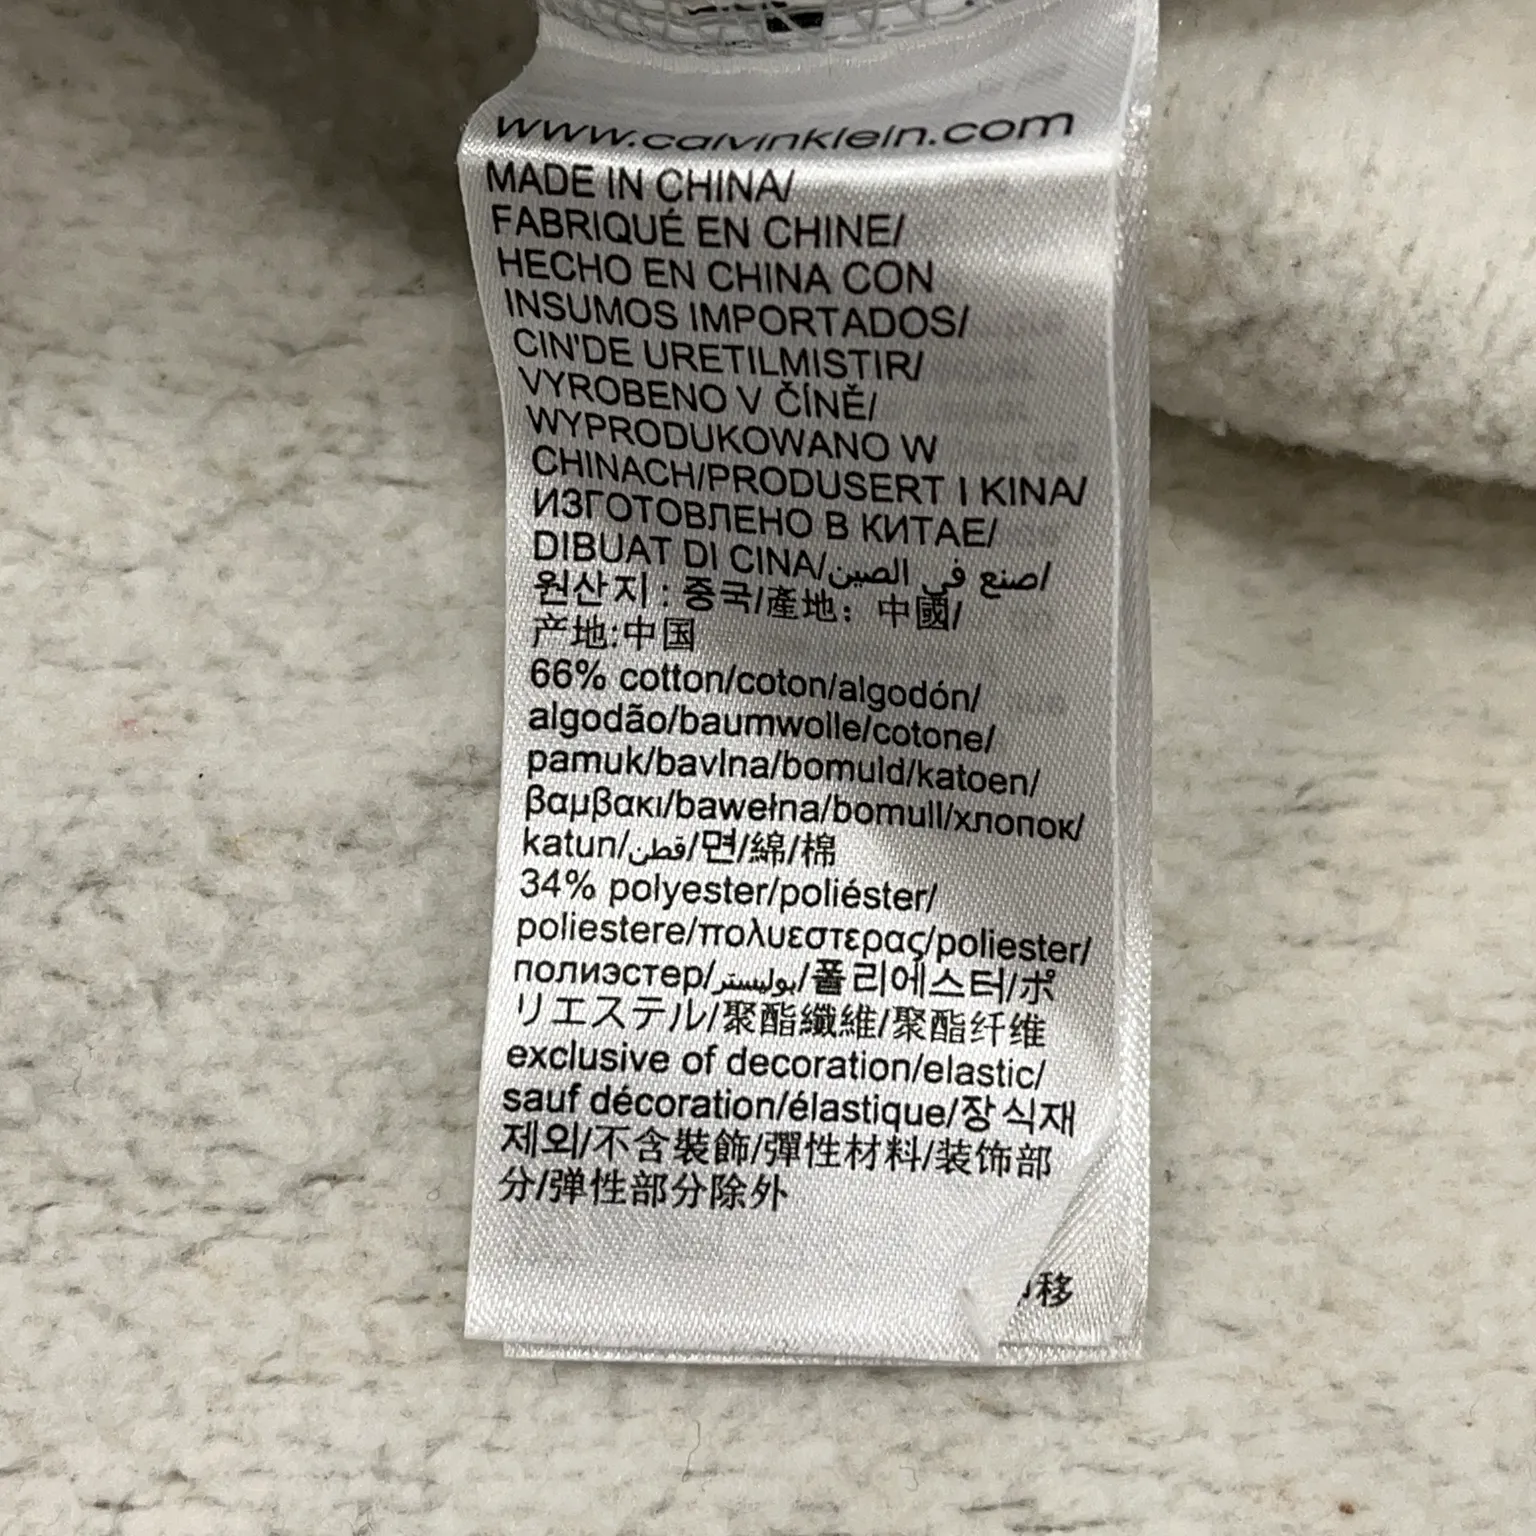 www.calvinklein.com
MADE IN CHINA/
FABRIQUÉ EN CHINE/
HECHO EN CHINA CON
INSUMOS IMPORTADOS/
CIN'DE URETILMISTIR/
VYROBENO V ČÍNĚ/
WYPRODUKOWANO W
CHINACH/PRODUSERT I KINA/
ИЗГОТОВЛЕНО В КИТАЕ/
DIBUAT DI CINA/صنع في الصين/
원산지 : 중국/產地：中國/
产地:中国
66% cotton/coton/algodón/
algodão/baumwolle/cotone/
pamuk/bavlna/bomuld/katoen/
βαμβακι/bawełna/bomull/хлопок/
katun/قطن/면/綿/棉
34% polyester/poliéster/
poliestere/πολυεστερας/poliester/
полиэстер/بوليستر/폴리에스터/ポ
リエステル/聚酯纖維/聚酯纤维
exclusive of decoration/elastic/
sauf décoration/élastique/장식재
제외/不含裝飾/彈性材料/装饰部
分/弹性部分除外
移